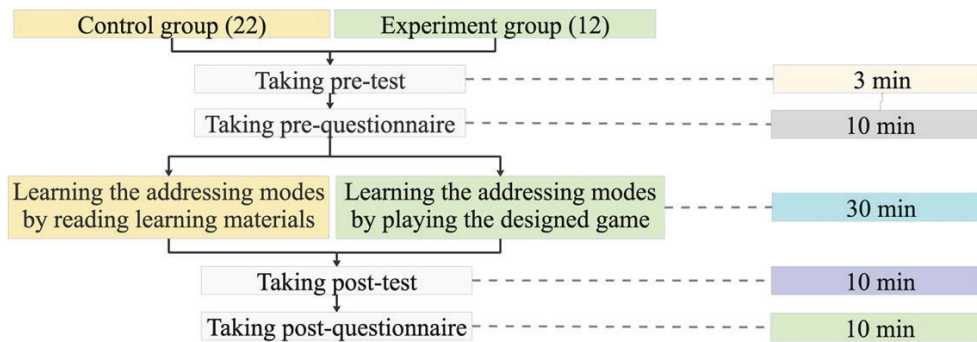 Control group (22)
Experiment group (12)
Taking pre-test
3 min
Taking pre-questionnaire
10 min
Learning the addressing modes
by reading learning materials
Learning the addressing modes
by playing the designed game
30 min
Taking post-test
10 min
Taking post-questionnaire
10 min